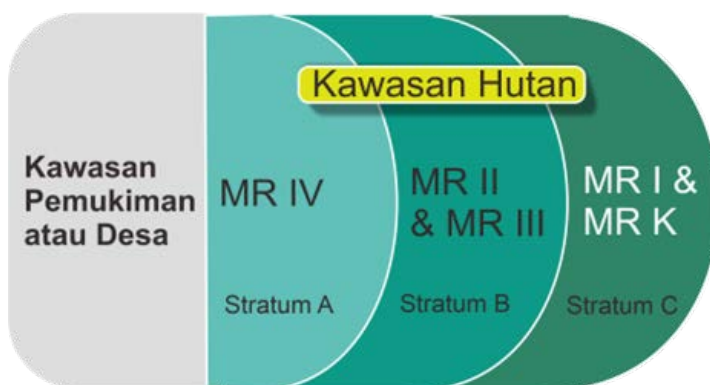 Kawasan Hutan
Kawasan
Pemukiman
atau Desa
MR IV
MR II
& MR III
MR I &
MR K
Stratum A
Stratum B
Stratum C